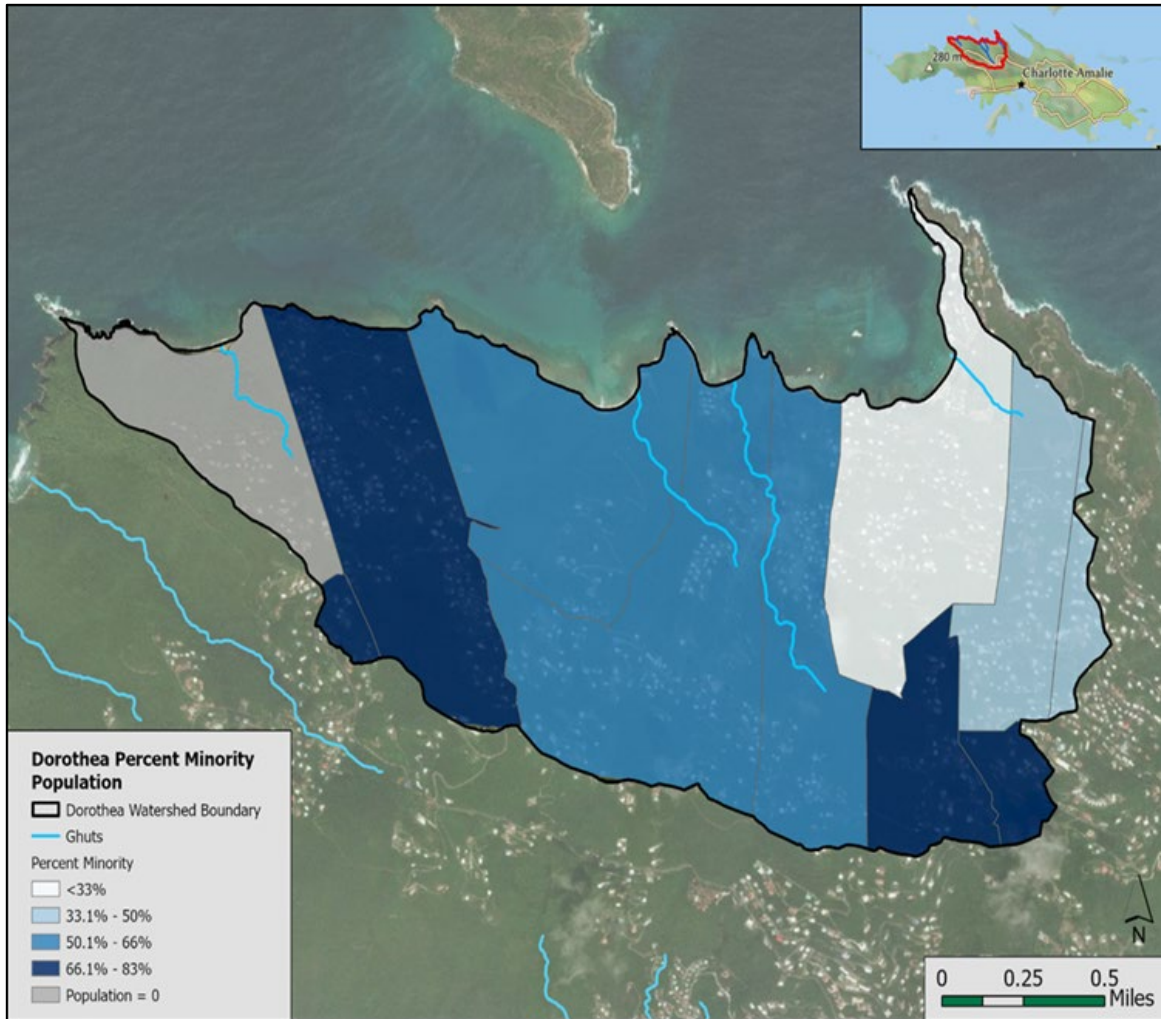 280 m
Charlotte Amalie
Dorothea Percent Minority
Population
Dorothea Watershed Boundary
Ghuts
Percent Minority
<33%
33.1% - 50%
50.1% - 66%
66.1% - 83%
Population = 0
N
0 0.25 0.5
Miles